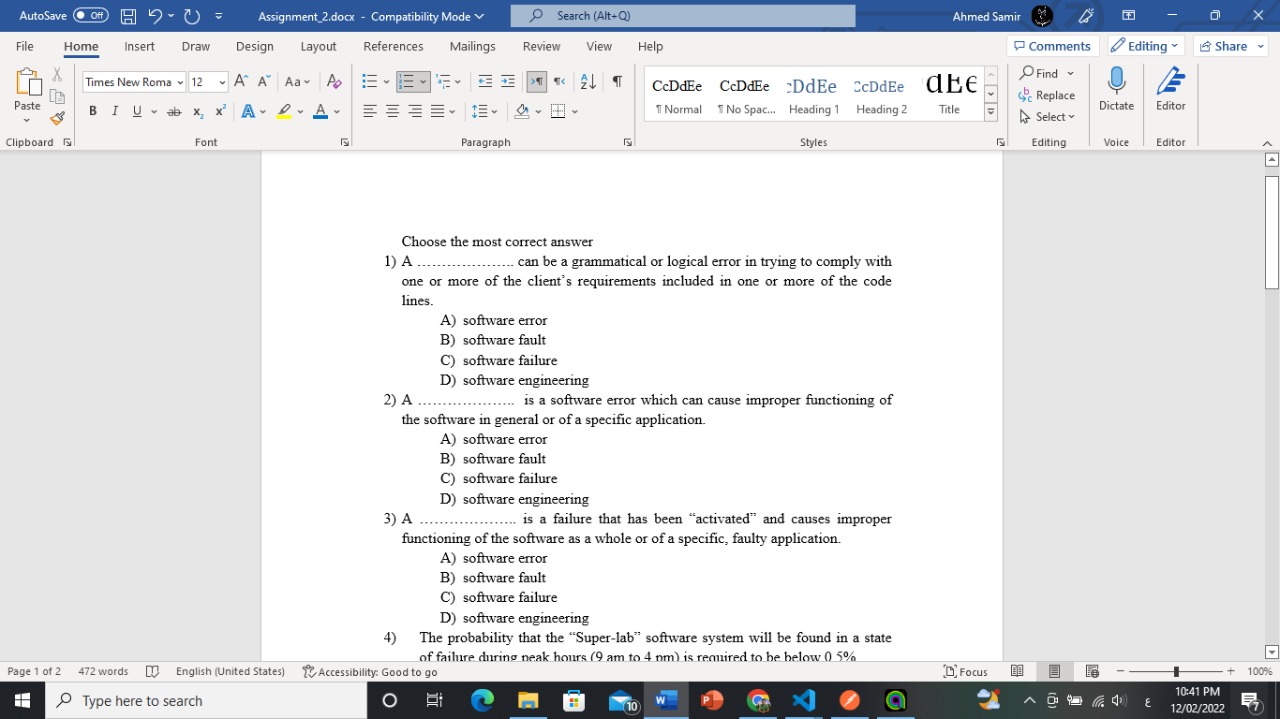 AutoSave Off Assignment_2.docx - Compatibility Mode Search (Alt+Q) Ahmed Samir
File Home Insert Draw Design Layout References Mailings Review View Help Comments Editing Share
Paste Times New Roma 12 Aa CcDdEe CcDdEe CcDdEe CcDdEe dEe Find
Replace
Select
B I U ab x₂ x² A A ¶ Normal ¶ No Spac... Heading 1 Heading 2 Title Dictate Editor
Clipboard Font Paragraph Styles Editing Voice Editor
Choose the most correct answer
1) A ……………….. can be a grammatical or logical error in trying to comply with
one or more of the client’s requirements included in one or more of the code
lines.
A) software error
B) software fault
C) software failure
D) software engineering
2) A ……………….. is a software error which can cause improper functioning of
the software in general or of a specific application.
A) software error
B) software fault
C) software failure
D) software engineering
3) A ……………….. is a failure that has been “activated” and causes improper
functioning of the software as a whole or of a specific, faulty application.
A) software error
B) software fault
C) software failure
D) software engineering
4) The probability that the “Super-lab” software system will be found in a state
of failure during peak hours (9 am to 4 pm) is required to be below 0.5%
Page 1 of 2 472 words English (United States) Accessibility: Good to go Focus 100%
Type here to search 10 ع 10:41 PM
12/02/2022 7